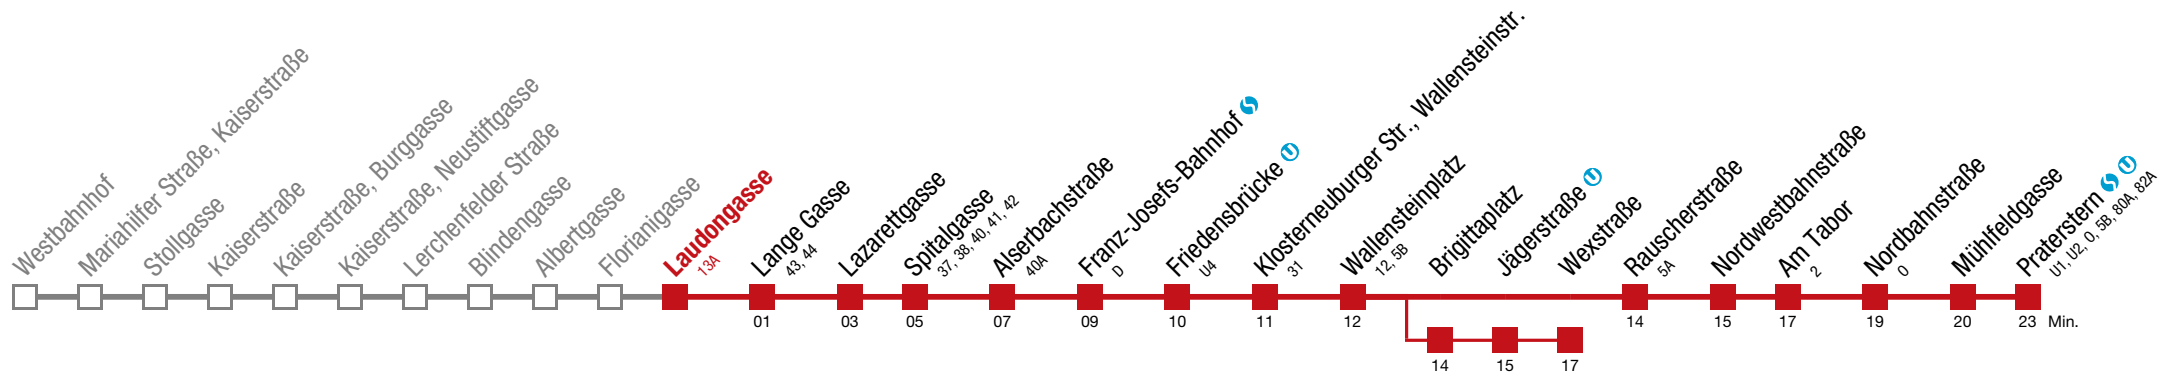 Westbahnhof
Mariahilfer Straße, Kaiserstraße
Stollgasse
Kaiserstraße
Kaiserstraße, Burggasse
Kaiserstraße, Neustiftgasse
Lerchenfelder Straße
Blindengasse
Albertgasse
Florianigasse
Laudongasse
13A
Lange Gasse
43, 44
Lazarettgasse
Spitalgasse
37, 38, 40, 41, 42
Alserbachstraße
40A
Franz-Josefs-Bahnhof S
D
Friedensbrücke U
U4
Klosterneuburger Str., Wallensteinstr.
31
Wallensteinplatz
12, 5B
Brigittaplatz
Jägerstraße U
Wexstraße
Rauscherstraße
5A
Nordwestbahnstraße
Am Tabor
2
Nordbahnstraße
O
Mühlfeldgasse
Praterstern S U
U1, U2, O, 5B, 80A, 82A
01 03 05 07 09 10 11 12 14 15 17 19 20 23 Min.
14 15 17